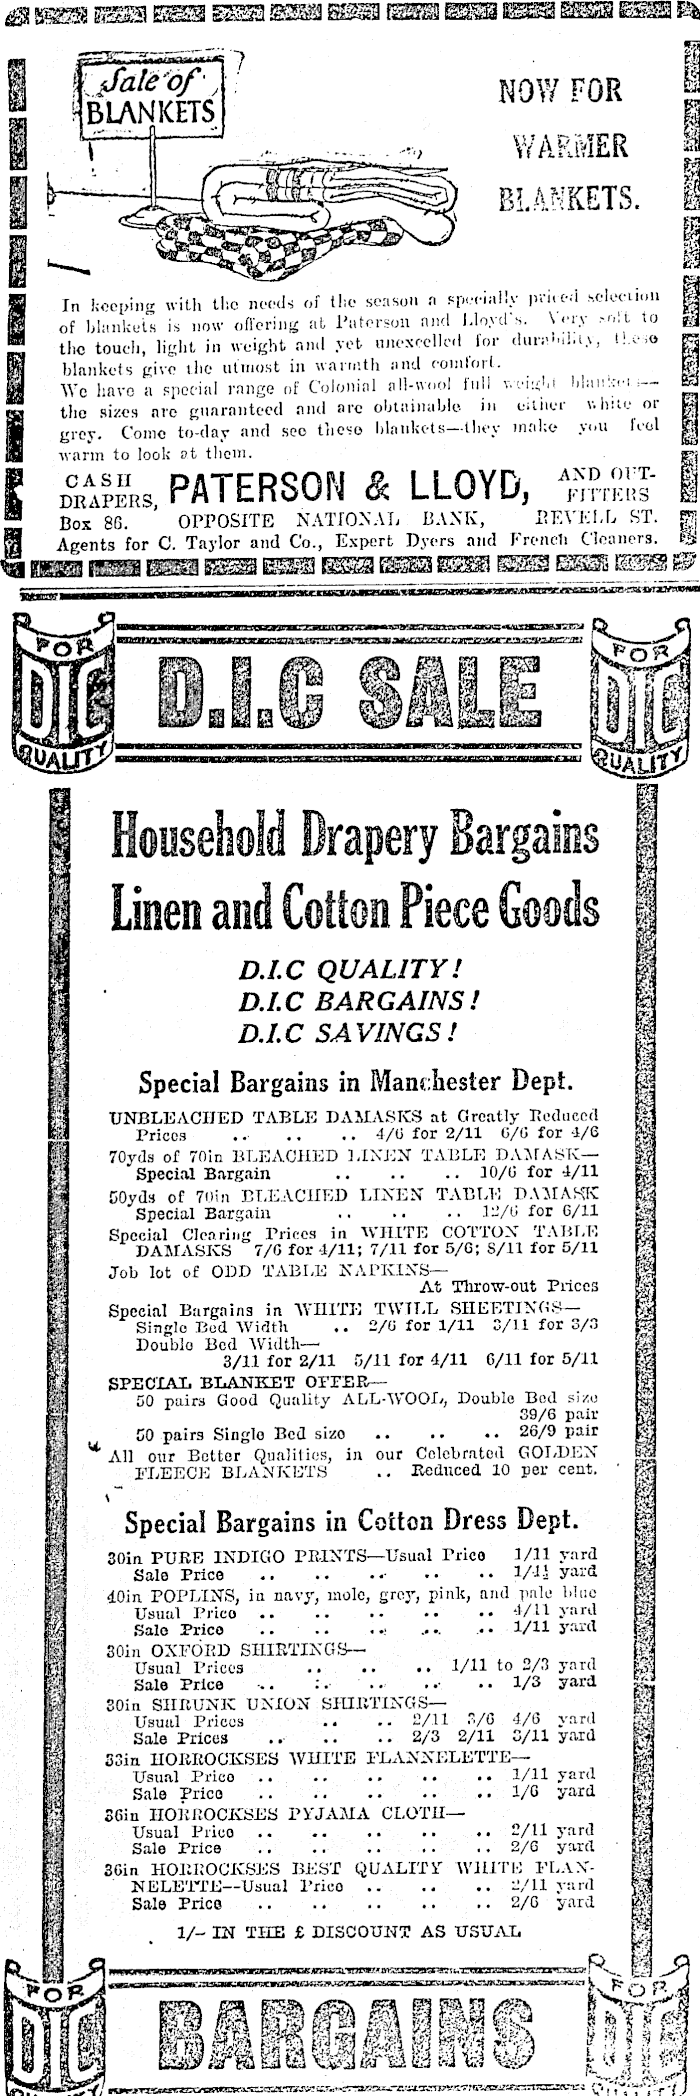 Sale of
BLANKETS
NOW FOR
WARMER
BLANKETS.
In keeping with the needs of the season a specially priced selection
of blankets is now offering at Paterson and Lloyd's. Very soft to
the touch, light in weight and yet unexcelled for durability, these
blankets give the utmost in warmth and comfort.
We have a special range of Colonial all-wool full weight blankets—
the sizes are guaranteed and are obtainable in either white or
grey. Come to-day and see these blankets—they make you feel
warm to look at them.
CASH
DRAPERS,
PATERSON & LLOYD,
AND OUT-
FITTERS
Box 86. OPPOSITE NATIONAL BANK, REVELL ST.
Agents for C. Taylor and Co., Expert Dyers and French Cleaners.
FOR
DIC
QUALITY
D.I.C SALE
FOR
DIC
QUALITY
Household Drapery Bargains
Linen and Cotton Piece Goods
D.I.C QUALITY!
D.I.C BARGAINS!
D.I.C SAVINGS!
Special Bargains in Manchester Dept.
UNBLEACHED TABLE DAMASKS at Greatly Reduced
Prices .. .. .. 4/6 for 2/11 6/6 for 4/6
70yds of 70in BLEACHED LINEN TABLE DAMASK—
Special Bargain .. .. .. 10/6 for 4/11
50yds of 70in BLEACHED LINEN TABLE DAMASK
Special Bargain .. .. .. 12/6 for 6/11
Special Clearing Prices in WHITE COTTON TABLE
DAMASKS 7/6 for 4/11; 7/11 for 5/6; 8/11 for 5/11
Job lot of ODD TABLE NAPKINS—
At Throw-out Prices
Special Bargains in WHITE TWILL SHEETINGS—
Single Bed Width .. 2/6 for 1/11 3/11 for 3/3
Double Bed Width—
3/11 for 2/11 5/11 for 4/11 6/11 for 5/11
SPECIAL BLANKET OFFER—
50 pairs Good Quality ALL-WOOL, Double Bed size
39/6 pair
50 pairs Single Bed size .. .. .. 26/9 pair
All our Better Qualities, in our Celebrated GOLDEN
FLEECE BLANKETS .. Reduced 10 per cent.
Special Bargains in Cotton Dress Dept.
30in PURE INDIGO PRINTS—Usual Price 1/11 yard
Sale Price .. .. .. .. .. yard
40in POPLINS, in navy, mole, grey, pink, and pale blue
Usual Price .. .. .. .. .. 4/11 yard
Sale Price .. .. .. .. .. 1/11 yard
30in OXFORD SHIRTINGS—
Usual Prices .. .. .. 1/11 to 2/3 yard
Sale Price .. .. .. .. .. 1/3 yard
30in SHRUNK UNION SHIRTINGS—
Usual Prices .. .. 2/11 3/6 4/6 yard
Sale Prices .. .. .. 2/3 2/11 3/11 yard
33in HORROCKSES WHITE FLANNELETTE—
Usual Price .. .. .. .. .. 1/11 yard
Sale Price .. .. .. .. .. 1/6 yard
36in HORROCKSES PYJAMA CLOTH—
Usual Price .. .. .. .. .. 2/11 yard
Sale Price .. .. .. .. .. 2/6 yard
36in HORROCKSES BEST QUALITY WHITE FLAN-
NELETTE--Usual Price .. .. .. 2/11 yard
Sale Price .. .. .. .. .. 2/6 yard
1/- IN THE £ DISCOUNT AS USUAL
FOR
DIC
QUALITY
BARGAINS
FOR
DIC
QUALITY